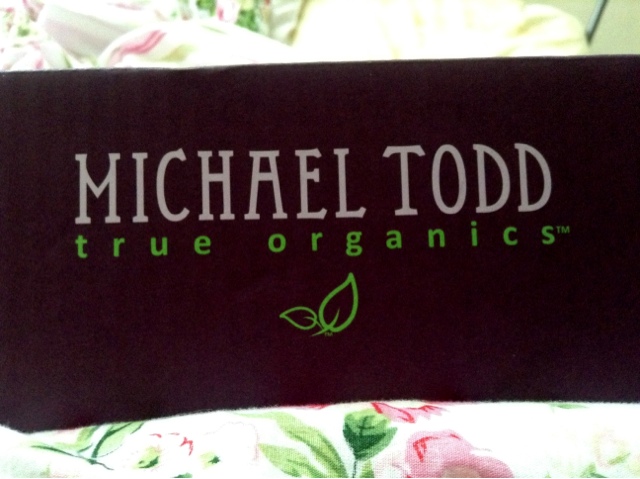 MICHAEL TODD
true organics™